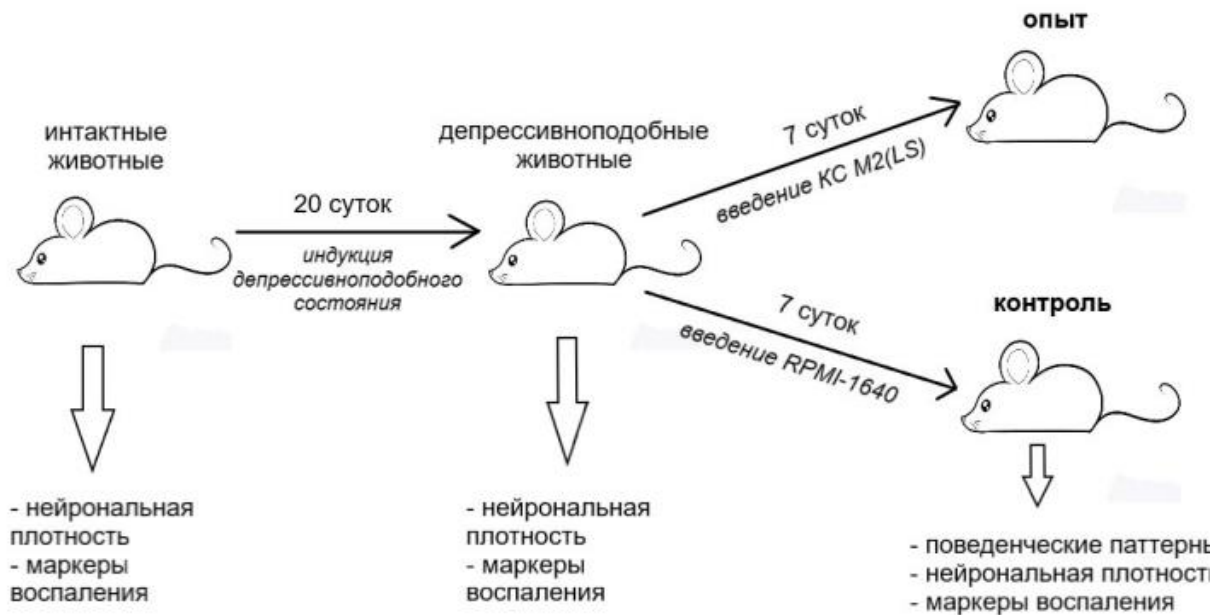 опыт
интактные
животные
депрессивноподобные
животные
7 суток
введение КС М2(LS)
20 суток
индукция
депрессивноподобного
состояния
7 суток
введение RPMI-1640
контроль
- нейрональная
плотность
- маркеры
воспаления
- нейрональная
плотность
- маркеры
воспаления
- поведенческие паттерны
- нейрональная плотность
- маркеры воспаления